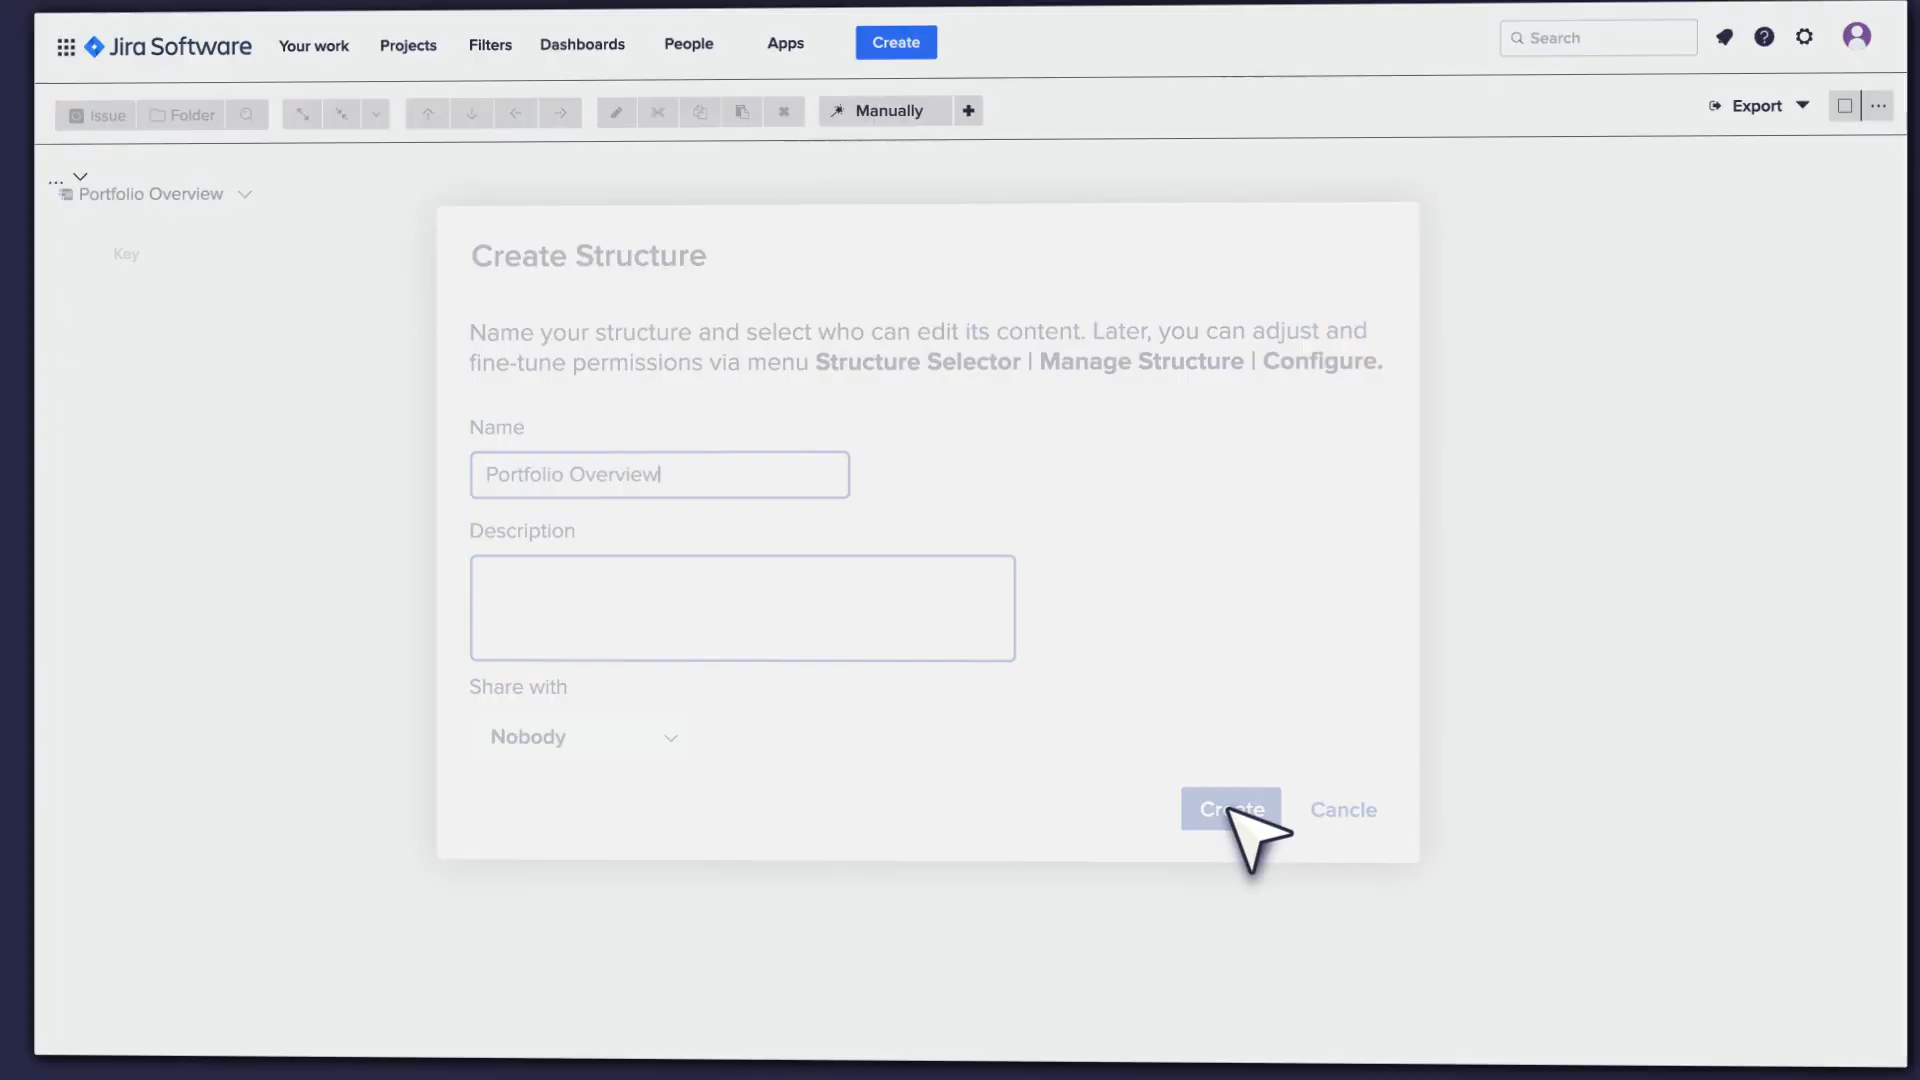 Jira Software
Your work
Projects
Filters
Dashboards
People
Apps
Create
Search
Issue
Folder
Manually
Export
Portfolio Overview
Key
Create Structure
Name your structure and select who can edit its content. Later, you can adjust and
fine-tune permissions via menu Structure Selector | Manage Structure | Configure.
Name
Portfolio Overview
Description
Share with
Nobody
Create
Cancle